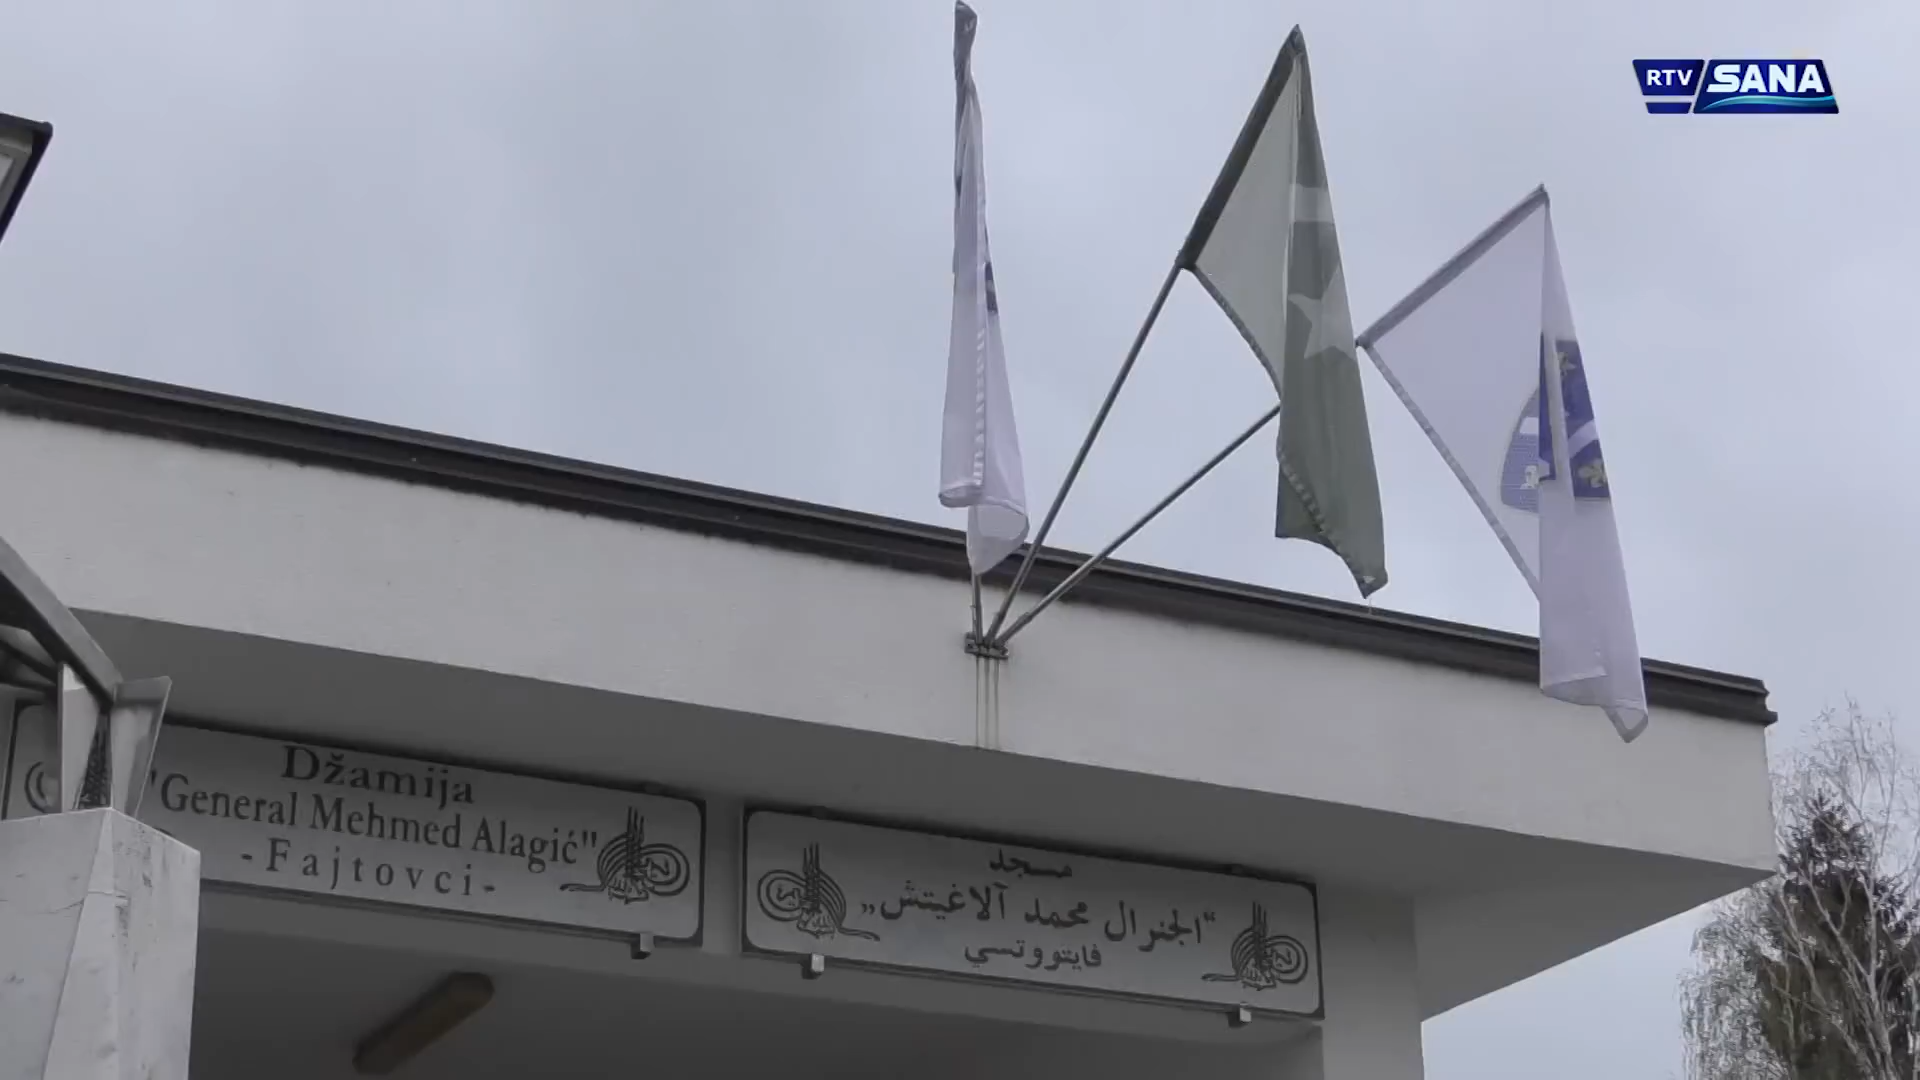 RTV SANA
Džamija
"General Mehmed Alagić"
-Fajtovci-
مسجد
“الجنرال محمد آلاغيتش„
فايتووتسي